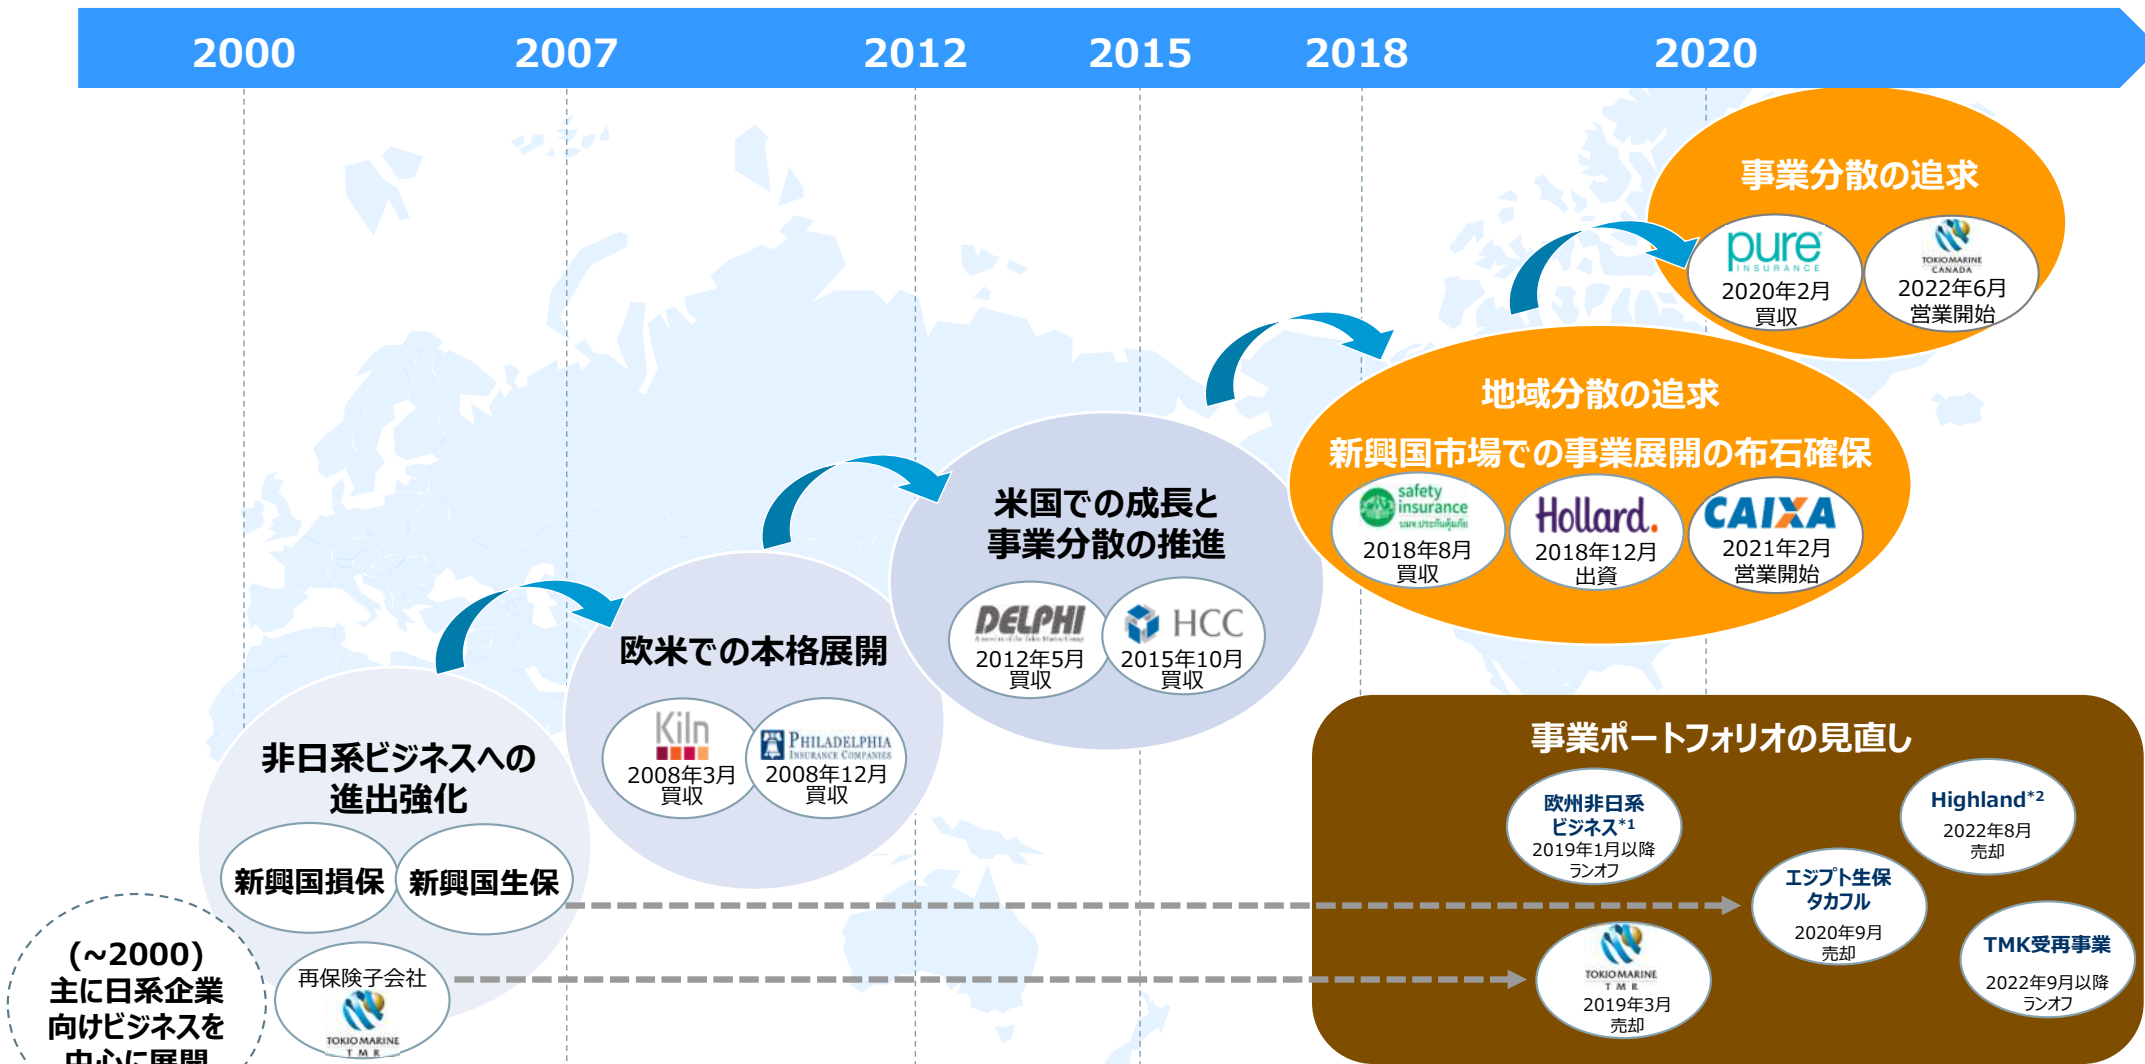 2000
2007
2012
2015
2018
2020
事業分散の追求
pure
INSURANCE
2020年2月
買収
TOKIOMARINE
CANADA
2022年6月
営業開始
地域分散の追求
新興国市場での事業展開の布石確保
safety
insurance
2018年8月
買収
Hollard.
2018年12月
出資
CAIXA
2021年2月
営業開始
米国での成長と
事業分散の推進
DELPHI
A member of the Tokio Marine Group
2012年5月
買収
HCC
2015年10月
買収
欧米での本格展開
Kiln
2008年3月
買収
PHILADELPHIA
INSURANCE COMPANIES
2008年12月
買収
非日系ビジネスへの
進出強化
新興国損保
新興国生保
再保険子会社
TOKIOMARINE
T M R
(~2000)
主に日系企業
向けビジネスを
中心に展開
事業ポートフォリオの見直し
欧州非日系
ビジネス*1
2019年1月以降
ランオフ
Highland*2
2022年8月
売却
エジプト生保
タカフル
2020年9月
売却
TOKIOMARINE
T M R
2019年3月
売却
TMK受再事業
2022年9月以降
ランオフ